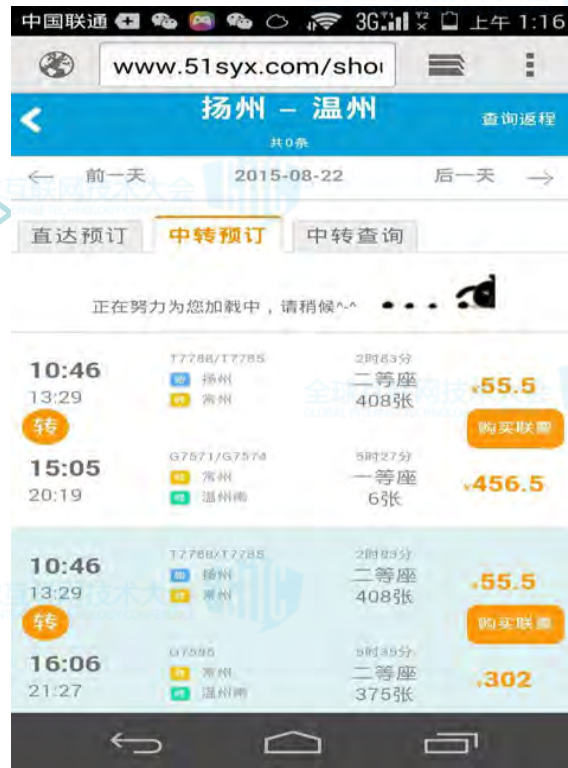 中国联通 3G 上午 1:16
www.51syx.com/shou
扬州 – 温州
查询返程
共0条
前一天 2015-08-22 后一天
直达预订 中转预订 中转查询
正在努力为您加载中,请稍候^-^
T7788/T7785 2时83分
10:46 扬州 二等座 ¥55.5
13:29 常州 408张
转 购买联票
G7571/G7574 5时27分
15:05 常州 一等座 ¥456.5
20:19 温州南 6张
T7788/T7785 2时83分
10:46 扬州 二等座 ¥55.5
13:29 常州 408张
转 购买联票
16:06 常州 二等座 ¥302
21:27 温州南 375张